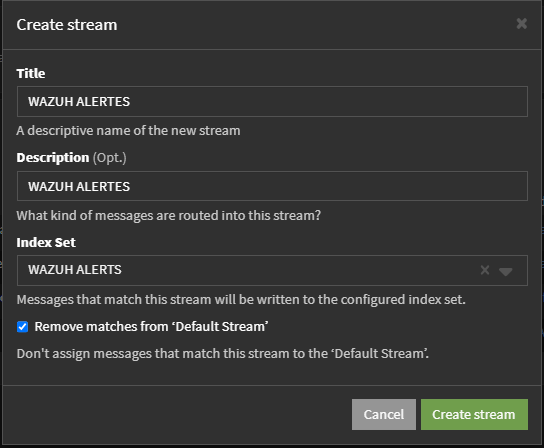 Create stream
Title
WAZUH ALERTES
A descriptive name of the new stream
Description (Opt.)
WAZUH ALERTES
What kind of messages are routed into this stream?
Index Set
WAZUH ALERTS
Messages that match this stream will be written to the configured index set.
Remove matches from ‘Default Stream’
Don't assign messages that match this stream to the ‘Default Stream’.
Cancel Create stream